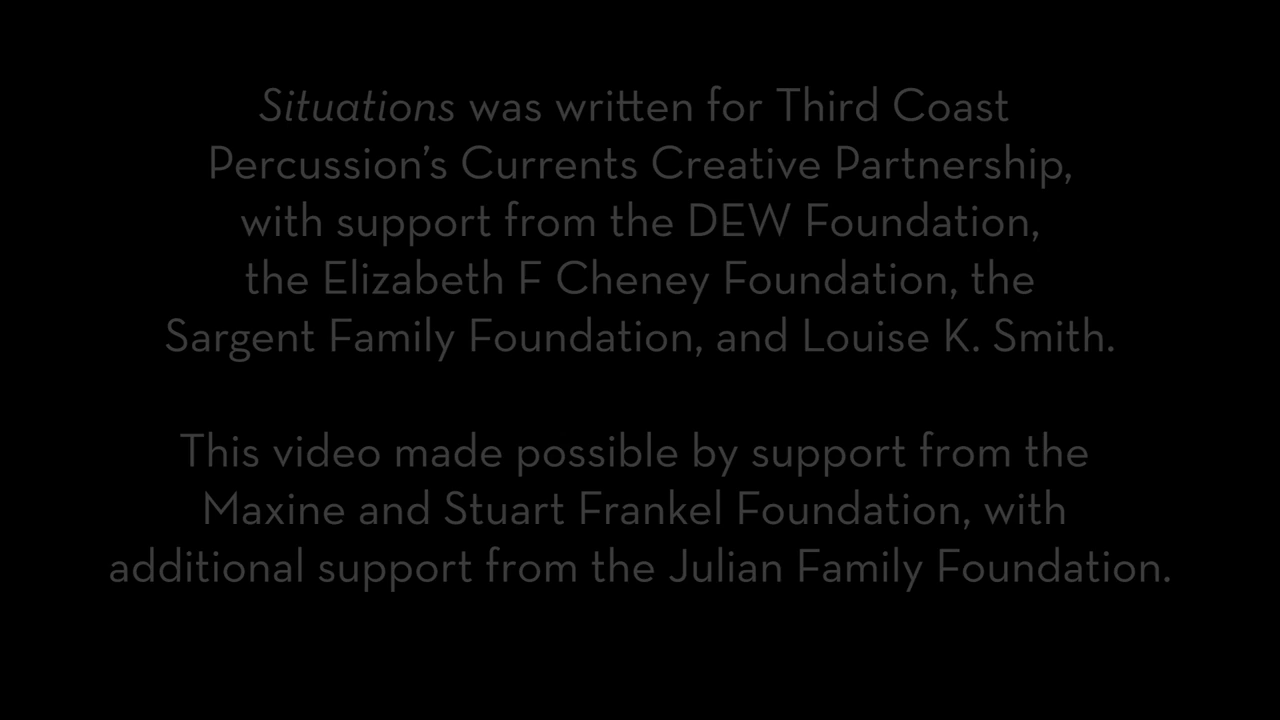 Situations was written for Third Coast
Percussion's Currents Creative Partnership,
with support from the DEW Foundation,
the Elizabeth F Cheney Foundation, the
Sargent Family Foundation, and Louise K. Smith.
This video made possible by support from the
Maxine and Stuart Frankel Foundation, with
additional support from the Julian Family Foundation.